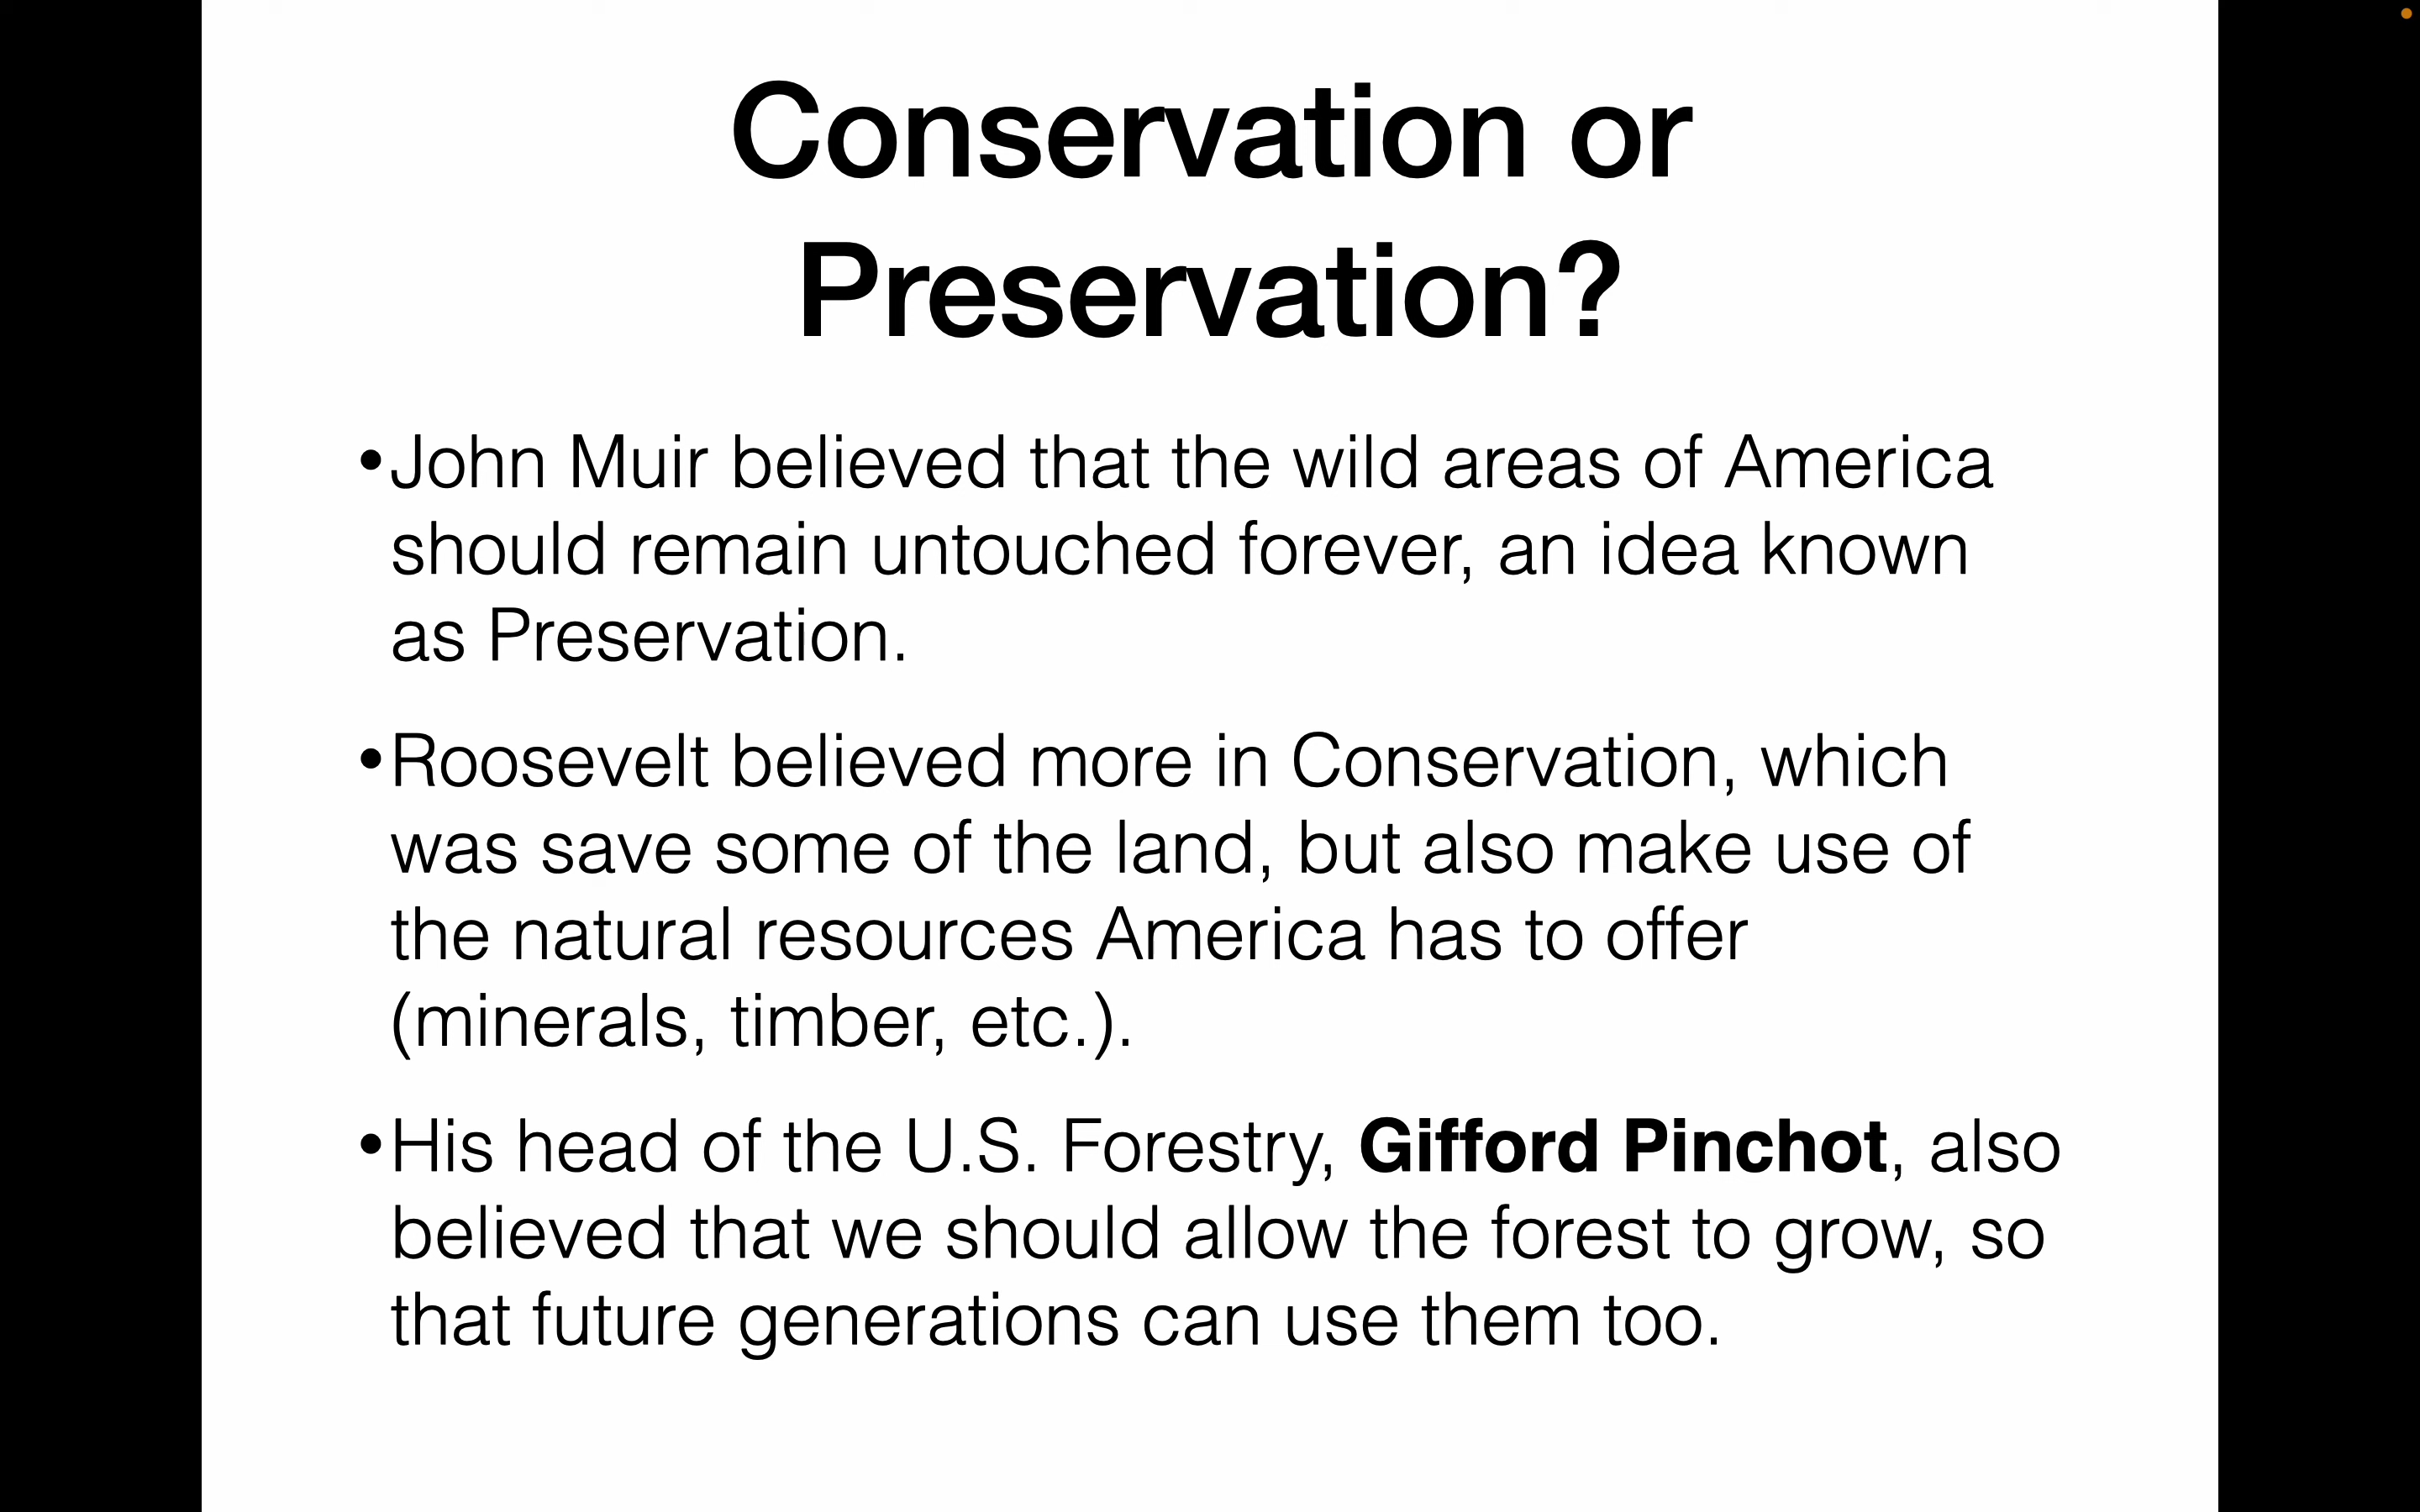 Conservation or
Preservation?
•John Muir believed that the wild areas of America
should remain untouched forever, an idea known
as Preservation.
•Roosevelt believed more in Conservation, which
was save some of the land, but also make use of
the natural resources America has to offer
(minerals, timber, etc.).
•His head of the U.S. Forestry, Gifford Pinchot, also
believed that we should allow the forest to grow, so
that future generations can use them too.